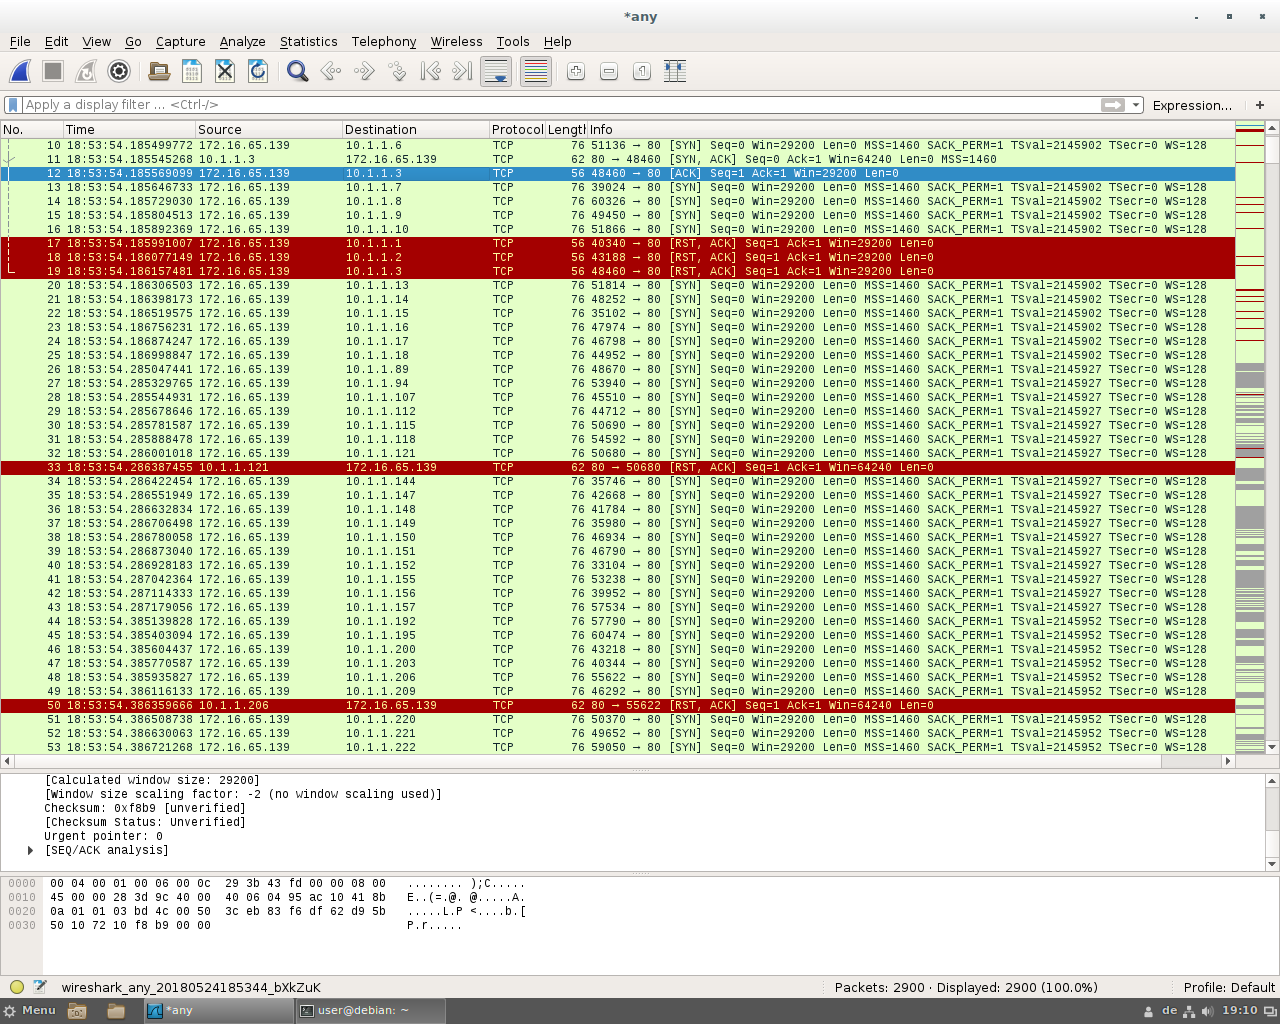 *any
File Edit View Go Capture Analyze Statistics Telephony Wireless Tools Help
Apply a display filter ... <Ctrl-/> Expression... +
No. Time Source Destination Protocol Length Info
10 18:53:54.185499772 172.16.65.139 10.1.1.6 TCP 76 51136 → 80 [SYN] Seq=0 Win=29200 Len=0 MSS=1460 SACK_PERM=1 TSval=2145902 TSecr=0 WS=128
11 18:53:54.185545268 10.1.1.3 172.16.65.139 TCP 62 80 → 48460 [SYN, ACK] Seq=0 Ack=1 Win=64240 Len=0 MSS=1460
12 18:53:54.185569099 172.16.65.139 10.1.1.3 TCP 56 48460 → 80 [ACK] Seq=1 Ack=1 Win=29200 Len=0
13 18:53:54.185646733 172.16.65.139 10.1.1.7 TCP 76 39024 → 80 [SYN] Seq=0 Win=29200 Len=0 MSS=1460 SACK_PERM=1 TSval=2145902 TSecr=0 WS=128
14 18:53:54.185729030 172.16.65.139 10.1.1.8 TCP 76 60326 → 80 [SYN] Seq=0 Win=29200 Len=0 MSS=1460 SACK_PERM=1 TSval=2145902 TSecr=0 WS=128
15 18:53:54.185804513 172.16.65.139 10.1.1.9 TCP 76 49450 → 80 [SYN] Seq=0 Win=29200 Len=0 MSS=1460 SACK_PERM=1 TSval=2145902 TSecr=0 WS=128
16 18:53:54.185892369 172.16.65.139 10.1.1.10 TCP 76 51866 → 80 [SYN] Seq=0 Win=29200 Len=0 MSS=1460 SACK_PERM=1 TSval=2145902 TSecr=0 WS=128
17 18:53:54.185991007 172.16.65.139 10.1.1.1 TCP 56 40340 → 80 [RST, ACK] Seq=1 Ack=1 Win=29200 Len=0
18 18:53:54.186077149 172.16.65.139 10.1.1.2 TCP 56 43188 → 80 [RST, ACK] Seq=1 Ack=1 Win=29200 Len=0
19 18:53:54.186157481 172.16.65.139 10.1.1.3 TCP 56 48460 → 80 [RST, ACK] Seq=1 Ack=1 Win=29200 Len=0
20 18:53:54.186306503 172.16.65.139 10.1.1.13 TCP 76 51814 → 80 [SYN] Seq=0 Win=29200 Len=0 MSS=1460 SACK_PERM=1 TSval=2145902 TSecr=0 WS=128
21 18:53:54.186398173 172.16.65.139 10.1.1.14 TCP 76 48252 → 80 [SYN] Seq=0 Win=29200 Len=0 MSS=1460 SACK_PERM=1 TSval=2145902 TSecr=0 WS=128
22 18:53:54.186519575 172.16.65.139 10.1.1.15 TCP 76 35102 → 80 [SYN] Seq=0 Win=29200 Len=0 MSS=1460 SACK_PERM=1 TSval=2145902 TSecr=0 WS=128
23 18:53:54.186756231 172.16.65.139 10.1.1.16 TCP 76 47974 → 80 [SYN] Seq=0 Win=29200 Len=0 MSS=1460 SACK_PERM=1 TSval=2145902 TSecr=0 WS=128
24 18:53:54.186874247 172.16.65.139 10.1.1.17 TCP 76 46798 → 80 [SYN] Seq=0 Win=29200 Len=0 MSS=1460 SACK_PERM=1 TSval=2145902 TSecr=0 WS=128
25 18:53:54.186998847 172.16.65.139 10.1.1.18 TCP 76 44952 → 80 [SYN] Seq=0 Win=29200 Len=0 MSS=1460 SACK_PERM=1 TSval=2145902 TSecr=0 WS=128
26 18:53:54.285047441 172.16.65.139 10.1.1.89 TCP 76 48670 → 80 [SYN] Seq=0 Win=29200 Len=0 MSS=1460 SACK_PERM=1 TSval=2145927 TSecr=0 WS=128
27 18:53:54.285329765 172.16.65.139 10.1.1.94 TCP 76 53940 → 80 [SYN] Seq=0 Win=29200 Len=0 MSS=1460 SACK_PERM=1 TSval=2145927 TSecr=0 WS=128
28 18:53:54.285544931 172.16.65.139 10.1.1.107 TCP 76 45510 → 80 [SYN] Seq=0 Win=29200 Len=0 MSS=1460 SACK_PERM=1 TSval=2145927 TSecr=0 WS=128
29 18:53:54.285678646 172.16.65.139 10.1.1.112 TCP 76 44712 → 80 [SYN] Seq=0 Win=29200 Len=0 MSS=1460 SACK_PERM=1 TSval=2145927 TSecr=0 WS=128
30 18:53:54.285781587 172.16.65.139 10.1.1.115 TCP 76 50690 → 80 [SYN] Seq=0 Win=29200 Len=0 MSS=1460 SACK_PERM=1 TSval=2145927 TSecr=0 WS=128
31 18:53:54.285888478 172.16.65.139 10.1.1.118 TCP 76 54592 → 80 [SYN] Seq=0 Win=29200 Len=0 MSS=1460 SACK_PERM=1 TSval=2145927 TSecr=0 WS=128
32 18:53:54.286001018 172.16.65.139 10.1.1.121 TCP 76 50680 → 80 [SYN] Seq=0 Win=29200 Len=0 MSS=1460 SACK_PERM=1 TSval=2145927 TSecr=0 WS=128
33 18:53:54.286387455 10.1.1.121 172.16.65.139 TCP 62 80 → 50680 [RST, ACK] Seq=1 Ack=1 Win=64240 Len=0
34 18:53:54.286422454 172.16.65.139 10.1.1.144 TCP 76 35746 → 80 [SYN] Seq=0 Win=29200 Len=0 MSS=1460 SACK_PERM=1 TSval=2145927 TSecr=0 WS=128
35 18:53:54.286551949 172.16.65.139 10.1.1.147 TCP 76 42668 → 80 [SYN] Seq=0 Win=29200 Len=0 MSS=1460 SACK_PERM=1 TSval=2145927 TSecr=0 WS=128
36 18:53:54.286632834 172.16.65.139 10.1.1.148 TCP 76 41784 → 80 [SYN] Seq=0 Win=29200 Len=0 MSS=1460 SACK_PERM=1 TSval=2145927 TSecr=0 WS=128
37 18:53:54.286706498 172.16.65.139 10.1.1.149 TCP 76 35980 → 80 [SYN] Seq=0 Win=29200 Len=0 MSS=1460 SACK_PERM=1 TSval=2145927 TSecr=0 WS=128
38 18:53:54.286780058 172.16.65.139 10.1.1.150 TCP 76 46934 → 80 [SYN] Seq=0 Win=29200 Len=0 MSS=1460 SACK_PERM=1 TSval=2145927 TSecr=0 WS=128
39 18:53:54.286873040 172.16.65.139 10.1.1.151 TCP 76 46790 → 80 [SYN] Seq=0 Win=29200 Len=0 MSS=1460 SACK_PERM=1 TSval=2145927 TSecr=0 WS=128
40 18:53:54.286928183 172.16.65.139 10.1.1.152 TCP 76 33104 → 80 [SYN] Seq=0 Win=29200 Len=0 MSS=1460 SACK_PERM=1 TSval=2145927 TSecr=0 WS=128
41 18:53:54.287042364 172.16.65.139 10.1.1.155 TCP 76 53238 → 80 [SYN] Seq=0 Win=29200 Len=0 MSS=1460 SACK_PERM=1 TSval=2145927 TSecr=0 WS=128
42 18:53:54.287114333 172.16.65.139 10.1.1.156 TCP 76 39952 → 80 [SYN] Seq=0 Win=29200 Len=0 MSS=1460 SACK_PERM=1 TSval=2145927 TSecr=0 WS=128
43 18:53:54.287179056 172.16.65.139 10.1.1.157 TCP 76 57534 → 80 [SYN] Seq=0 Win=29200 Len=0 MSS=1460 SACK_PERM=1 TSval=2145927 TSecr=0 WS=128
44 18:53:54.385139828 172.16.65.139 10.1.1.192 TCP 76 57790 → 80 [SYN] Seq=0 Win=29200 Len=0 MSS=1460 SACK_PERM=1 TSval=2145952 TSecr=0 WS=128
45 18:53:54.385403094 172.16.65.139 10.1.1.195 TCP 76 60474 → 80 [SYN] Seq=0 Win=29200 Len=0 MSS=1460 SACK_PERM=1 TSval=2145952 TSecr=0 WS=128
46 18:53:54.385604437 172.16.65.139 10.1.1.200 TCP 76 43218 → 80 [SYN] Seq=0 Win=29200 Len=0 MSS=1460 SACK_PERM=1 TSval=2145952 TSecr=0 WS=128
47 18:53:54.385770587 172.16.65.139 10.1.1.203 TCP 76 40344 → 80 [SYN] Seq=0 Win=29200 Len=0 MSS=1460 SACK_PERM=1 TSval=2145952 TSecr=0 WS=128
48 18:53:54.385935827 172.16.65.139 10.1.1.206 TCP 76 55622 → 80 [SYN] Seq=0 Win=29200 Len=0 MSS=1460 SACK_PERM=1 TSval=2145952 TSecr=0 WS=128
49 18:53:54.386116133 172.16.65.139 10.1.1.209 TCP 76 46292 → 80 [SYN] Seq=0 Win=29200 Len=0 MSS=1460 SACK_PERM=1 TSval=2145952 TSecr=0 WS=128
50 18:53:54.386359666 10.1.1.206 172.16.65.139 TCP 62 80 → 55622 [RST, ACK] Seq=1 Ack=1 Win=64240 Len=0
51 18:53:54.386508738 172.16.65.139 10.1.1.220 TCP 76 50370 → 80 [SYN] Seq=0 Win=29200 Len=0 MSS=1460 SACK_PERM=1 TSval=2145952 TSecr=0 WS=128
52 18:53:54.386630063 172.16.65.139 10.1.1.221 TCP 76 49652 → 80 [SYN] Seq=0 Win=29200 Len=0 MSS=1460 SACK_PERM=1 TSval=2145952 TSecr=0 WS=128
53 18:53:54.386721268 172.16.65.139 10.1.1.222 TCP 76 59050 → 80 [SYN] Seq=0 Win=29200 Len=0 MSS=1460 SACK_PERM=1 TSval=2145952 TSecr=0 WS=128
[Calculated window size: 29200]
[Window size scaling factor: -2 (no window scaling used)]
Checksum: 0xf8b9 [unverified]
[Checksum Status: Unverified]
Urgent pointer: 0
[SEQ/ACK analysis]
0000 00 04 00 01 00 06 00 0c 29 3b 43 fd 00 00 08 00 ........ );C.....
0010 45 00 00 28 3d 9c 40 00 40 06 04 95 ac 10 41 8b E..(=.@. @.....A.
0020 0a 01 01 03 bd 4c 00 50 3c eb 83 f6 df 62 d9 5b .....L.P <....b.[
0030 50 10 72 10 f8 b9 00 00 P.r.....
wireshark_any_20180524185344_bXkZuK Packets: 2900 · Displayed: 2900 (100.0%) Profile: Default
Menu *any user@debian: ~ de 19:10